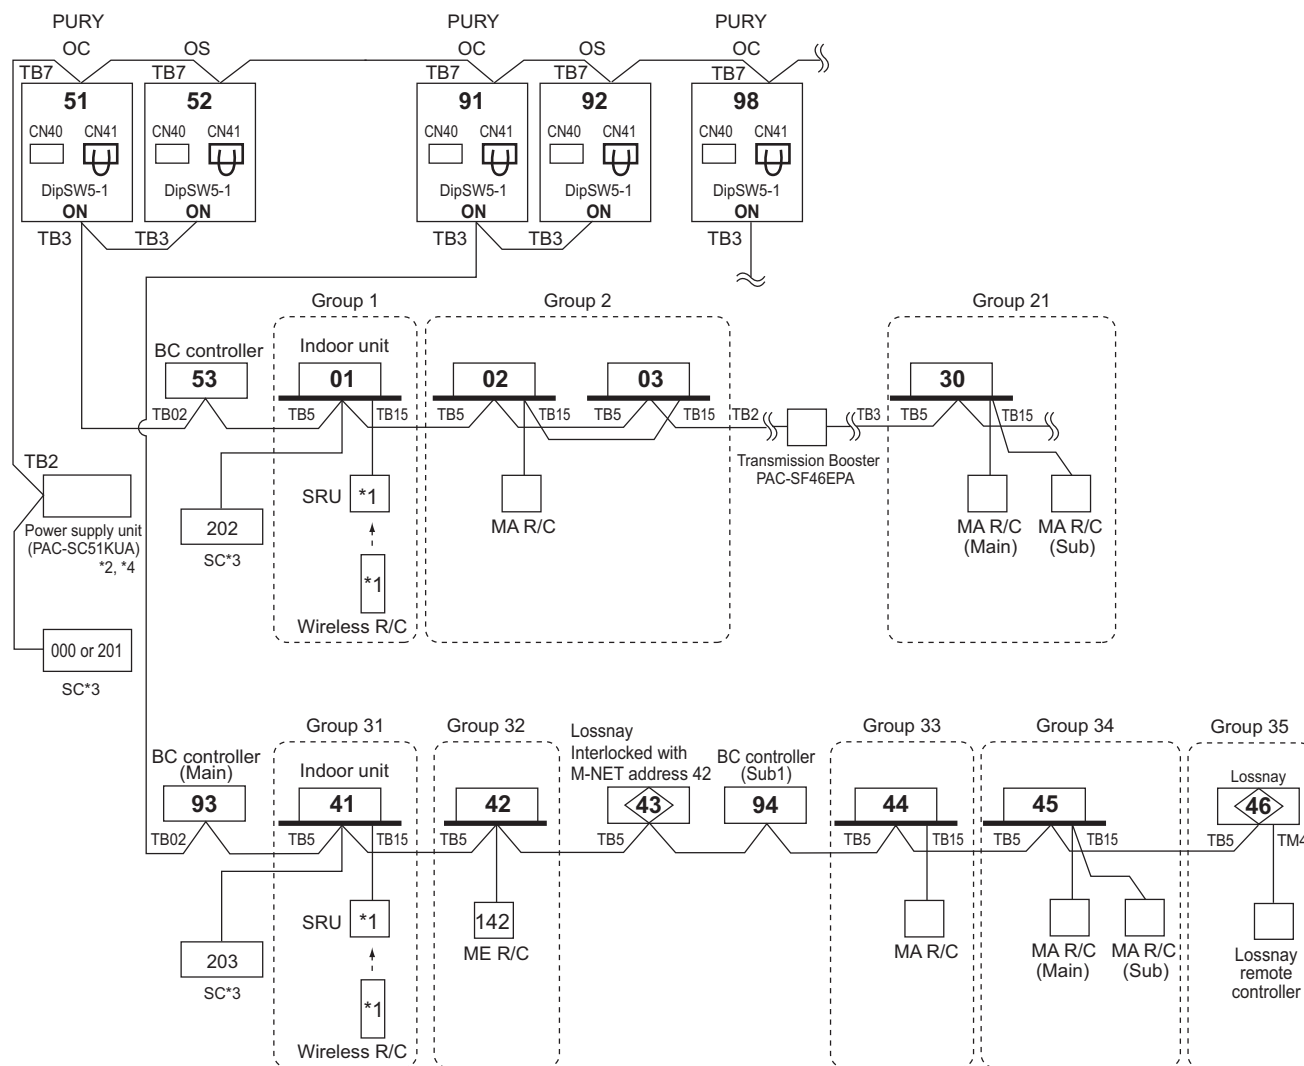 PURY PURY PURY
OC OS OC OS OC
TB7 TB7 TB7 TB7 TB7
51 52 91 92 98
CN40 CN41 CN40 CN41 CN40 CN41 CN40 CN41 CN40 CN41
DipSW5-1 DipSW5-1 DipSW5-1 DipSW5-1 DipSW5-1
ON ON ON ON ON
TB3 TB3 TB3 TB3 TB3
Group 1 Group 2 Group 21
BC controller Indoor unit
53 01 02 03 30
TB02 TB5 TB15 TB5 TB15 TB5 TB15 TB2 TB3 TB5 TB15
Transmission Booster
PAC-SF46EPA
TB2
SRU *1
MA R/C
MA R/C
(Main)
MA R/C
(Sub)
202
SC*3
Power supply unit
(PAC-SC51KUA)
*2, *4
*1
Wireless R/C
000 or 201
SC*3
Group 31 Group 32 Group 33 Group 34 Group 35
Lossnay
Interlocked with
M-NET address 42
BC controller
(Main)
Indoor unit
BC controller
(Sub1)
Lossnay
93 41 42 43 94 44 45 46
TB02 TB5 TB15 TB5 TB5 TB5 TB15 TB5 TB15 TB5 TM4
SRU *1
142
ME R/C
MA R/C
MA R/C
(Main)
MA R/C
(Sub)
Lossnay
remote
controller
203
SC*3
*1
Wireless R/C